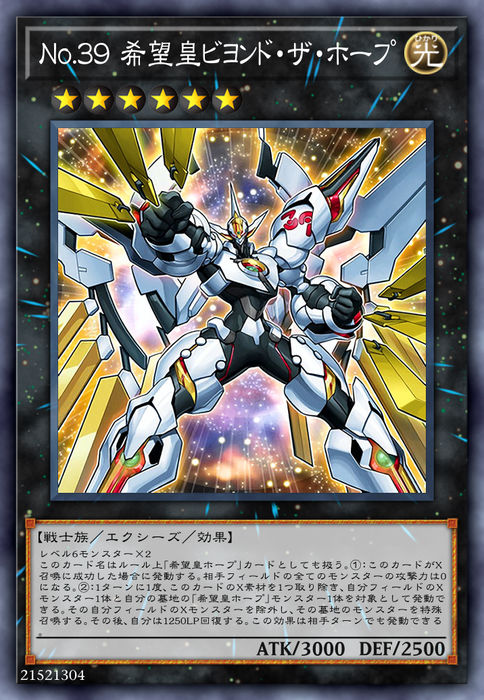 No.39 希望皇ビヨンド・ザ・ホープ
ひかり
光
39
【戦士族／エクシーズ／効果】
レベル6モンスター×2
このカード名はルール上「希望皇ホープ」カードとしても扱う。①:このカードがX
召喚に成功した場合に発動する。相手フィールドの全てのモンスターの攻撃力は0
になる。②:1ターンに1度、このカードのX素材を1つ取り除き、自分フィールドのX
モンスター1体と自分の墓地の「希望皇ホープ」モンスター1体を対象として発動で
きる。その自分フィールドのXモンスターを除外し、その墓地のモンスターを特殊
召喚する。その後、自分は1250LP回復する。この効果は相手ターンでも発動できる
ATK/3000 DEF/2500
21521304